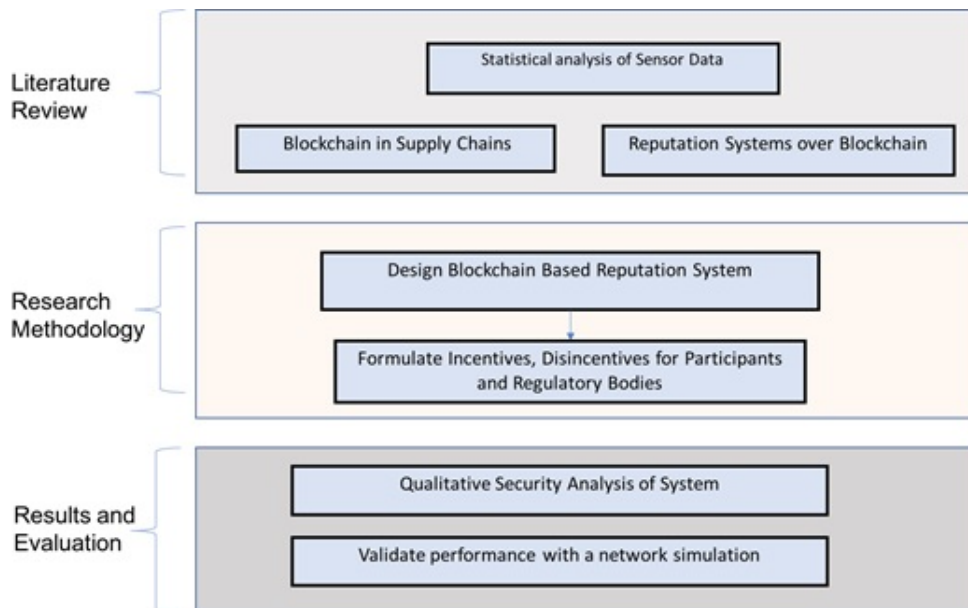 Literature
Review
Statistical analysis of Sensor Data
Blockchain in Supply Chains
Reputation Systems over Blockchain
Research
Methodology
Design Blockchain Based Reputation System
Formulate Incentives, Disincentives for Participants
and Regulatory Bodies
Results and
Evaluation
Qualitative Security Analysis of System
Validate performance with a network simulation